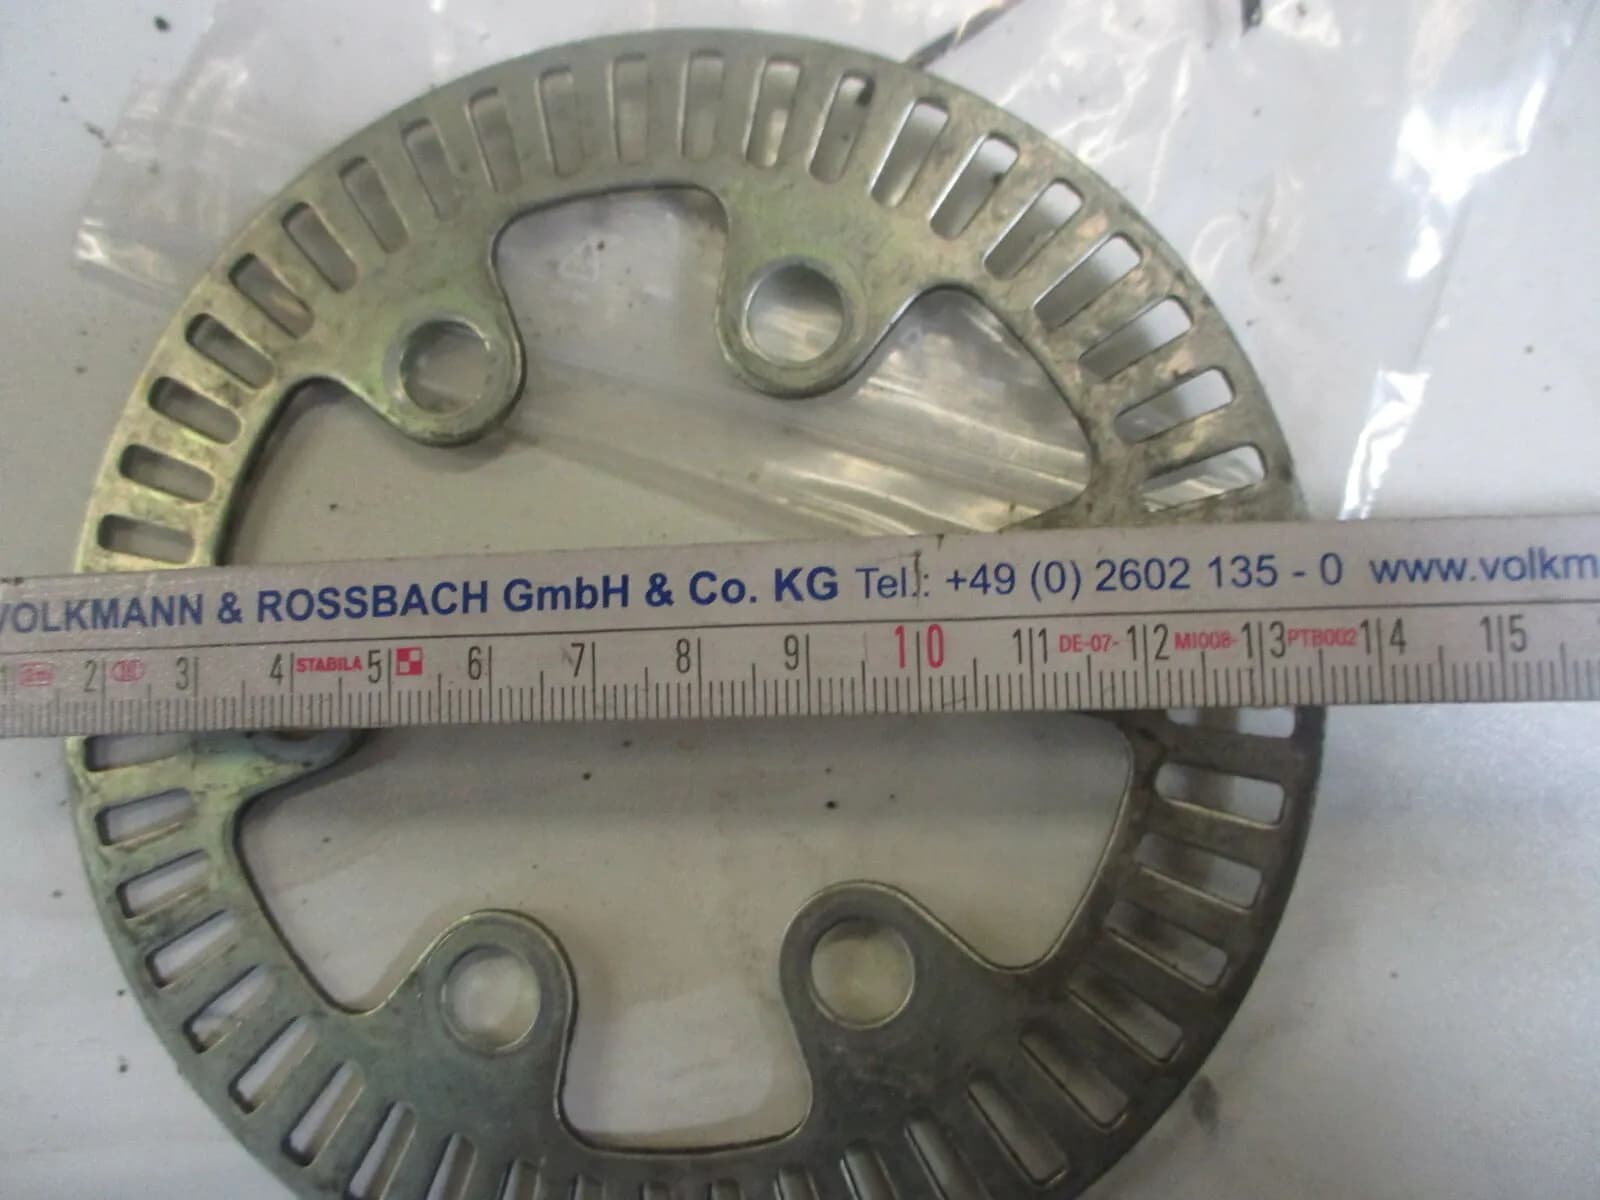 VOLKMANN & ROSSBACH GmbH & Co. KG Tel.: +49 (0) 2602 135 - 0 www.volkm
1 2 3 4 STABILA 5 6 7 8 9 10 11 DE-07- 12 MI008- 13 PTB002 14 15